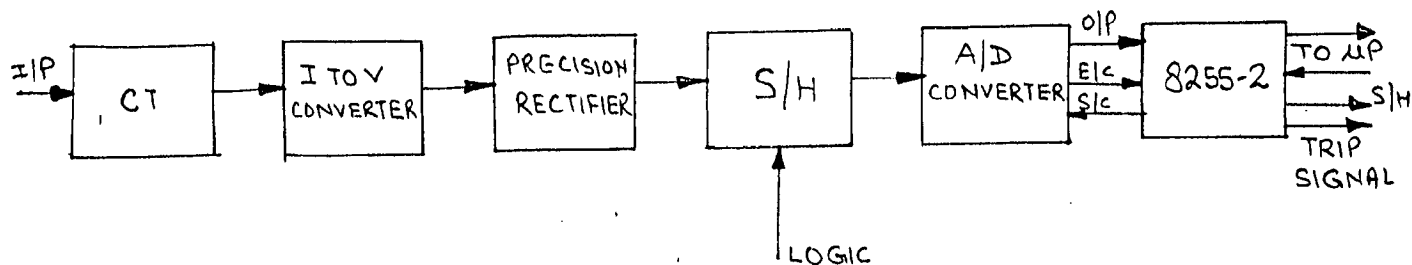 I/P
CT
I TO V
CONVERTER
PRECISION
RECTIFIER
S/H
LOGIC
A/D
CONVERTER
O/P
E/C
S/C
8255-2
TO μP
S/H
TRIP
SIGNAL